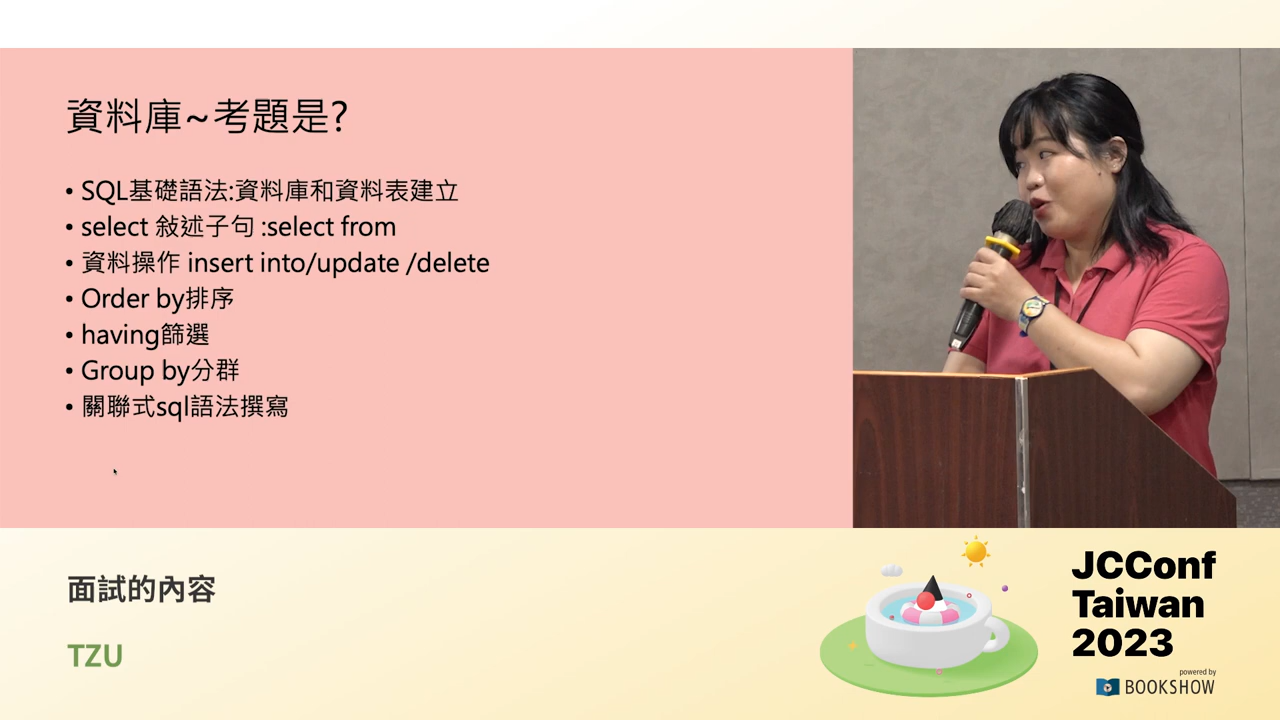 資料庫~考題是?
• SQL基礎語法:資料庫和資料表建立
• select 敍述子句 :select from
• 資料操作 insert into/update /delete
• Order by排序
• having篩選
• Group by分群
• 關聯式sql語法撰寫
面試的內容
TZU
JCConf
Taiwan
2023
powered by
BOOKSHOW